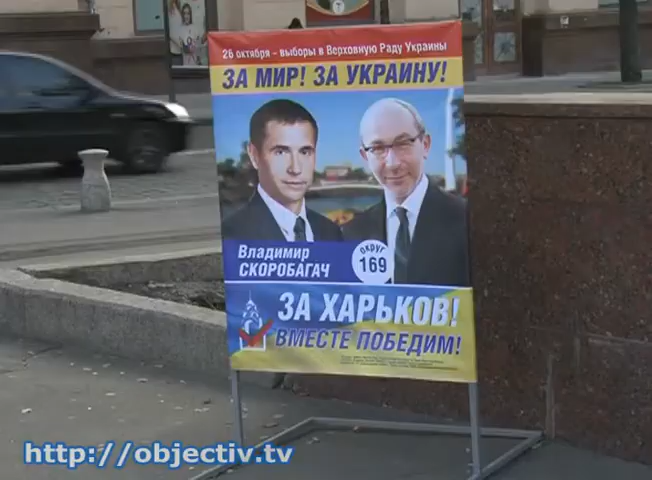 26 октября - выборы в Верховную Раду Украины
ЗА МИР! ЗА УКРАИНУ!
Владимир
СКОРОБАГАЧ
округ
169
ЗА ХАРЬКОВ!
ВМЕСТЕ ПОБЕДИМ!
http://objectiv.tv